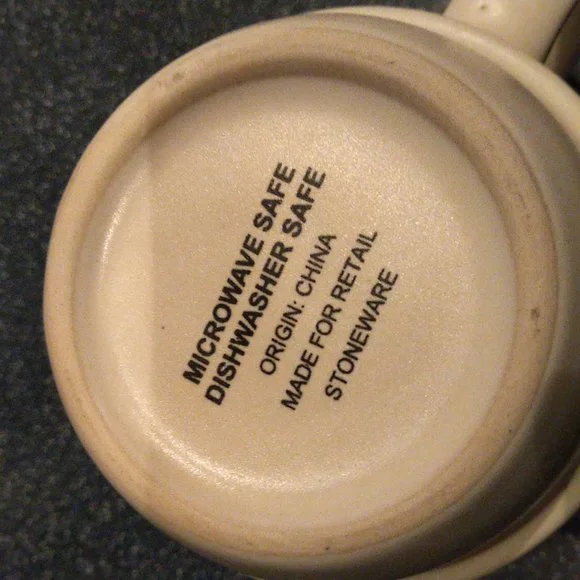 MICROWAVE SAFE
DISHWASHER SAFE
ORIGIN: CHINA
MADE FOR RETAIL
STONEWARE